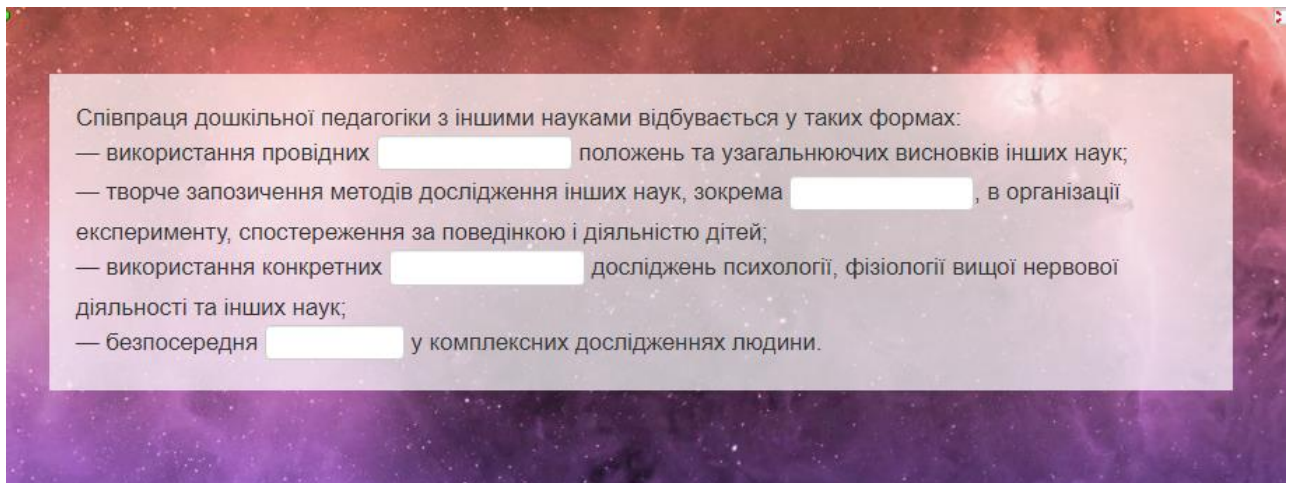 Співпраця дошкільної педагогіки з іншими науками відбувається у таких формах:
— використання провідних положень та узагальнюючих висновків інших наук;
— творче запозичення методів дослідження інших наук, зокрема , в організації
експерименту, спостереження за поведінкою і діяльністю дітей;
— використання конкретних досліджень психології, фізіології вищої нервової
діяльності та інших наук;
— безпосередня у комплексних дослідженнях людини.